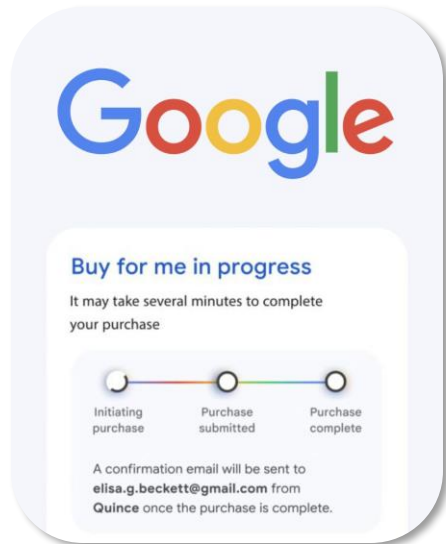 Google
Buy for me in progress
It may take several minutes to complete
your purchase
Initiating
purchase
Purchase
submitted
Purchase
complete
A confirmation email will be sent to
elisa.g.beckett@gmail.com from
Quince once the purchase is complete.